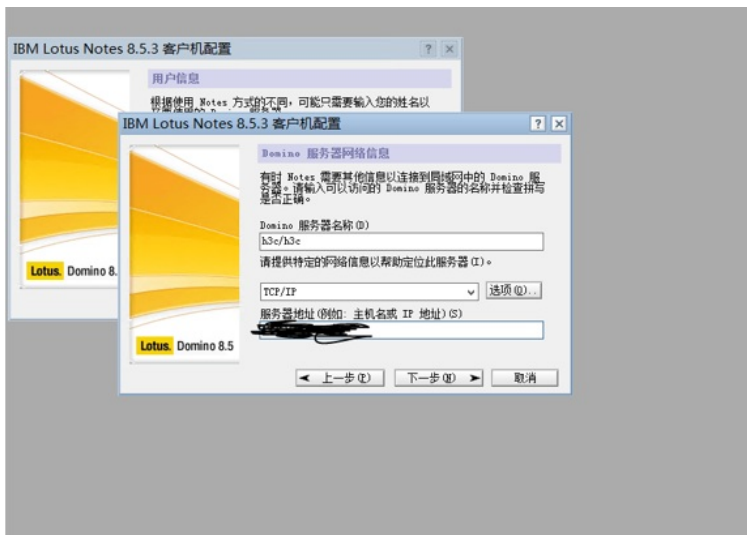 IBM Lotus Notes 8.5.3 客户机配置
用户信息
根据使用 Notes 方式的不同，可能只需要输入您的姓名以
Lotus. Domino 8.
IBM Lotus Notes 8.5.3 客户机配置
Domino 服务器网络信息
有时 Notes 需要其他信息以连接到局域网中的 Domino 服
务器。请输入可以访问的 Domino 服务器的名称并检查拼写
是否正确。
Domino 服务器名称(D)
h3c/h3c
请提供特定的网络信息以帮助定位此服务器(I)。
TCP/IP
选项(O)..
服务器地址(例如: 主机名或 IP 地址)(S)
Lotus. Domino 8.5
上一步(P)
下一步(N)
取消